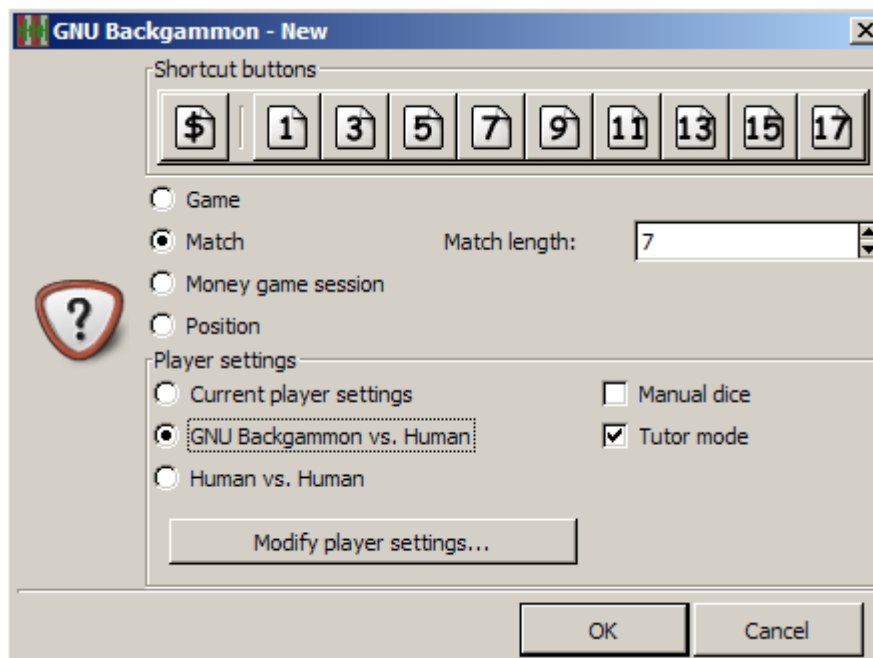 GNU Backgammon - New
Shortcut buttons
$ 1 3 5 7 9 11 13 15 17
Game
Match Match length: 7
Money game session
?
Position
Player settings
Current player settings Manual dice
GNU Backgammon vs. Human Tutor mode
Human vs. Human
Modify player settings...
OK Cancel